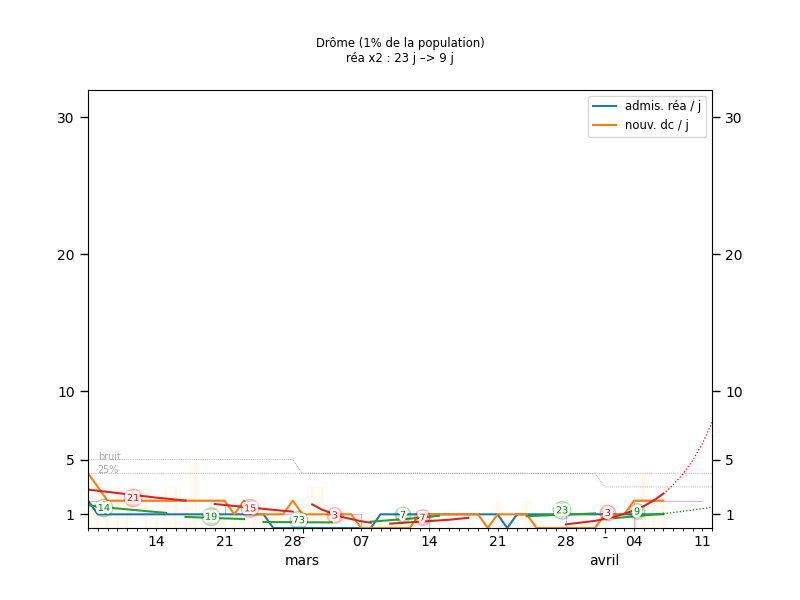 Drôme (1% de la population)
réa x2 : 23 j –> 9 j
admis. réa / j
nouv. dc / j
30 30
20 20
10 10
5 5
1 1
bruit
25%
14 21 19 15 73 3 7 7 23 3 9
14 21 28 07 14 21 28 04 11
mars avril